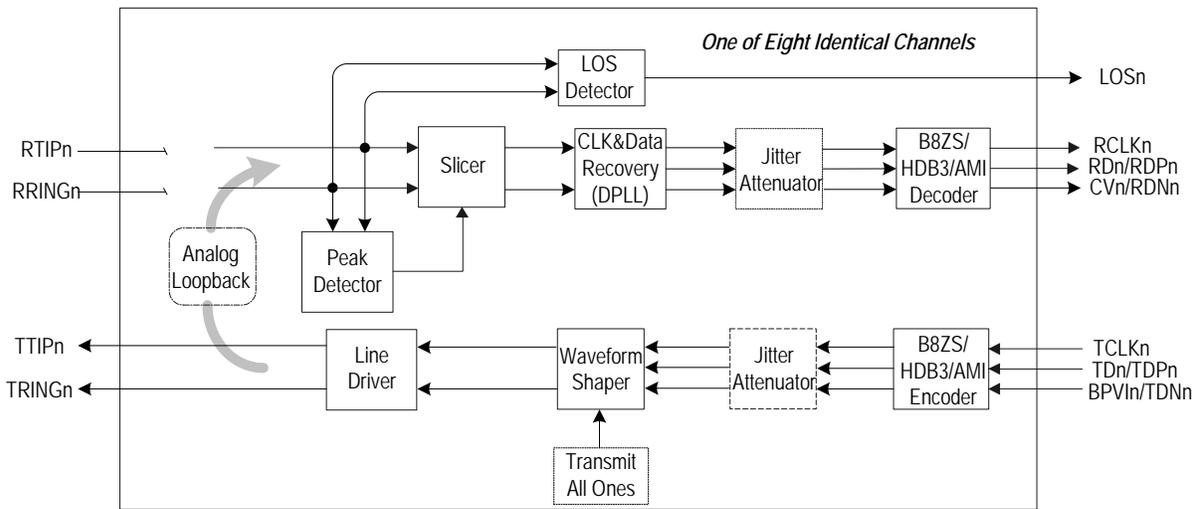 One of Eight Identical Channels
LOS
Detector
LOSn
RTIPn
RRINGn
Slicer
CLK&Data
Recovery
(DPLL)
Jitter
Attenuator
B8ZS/
HDB3/AMI
Decoder
RCLKn
RDn/RDPn
CVn/RDNn
Analog
Loopback
Peak
Detector
TTIPn
TRINGn
Line
Driver
Waveform
Shaper
Jitter
Attenuator
B8ZS/
HDB3/AMI
Encoder
TCLKn
TDn/TDPn
BPVIn/TDNn
Transmit
All Ones